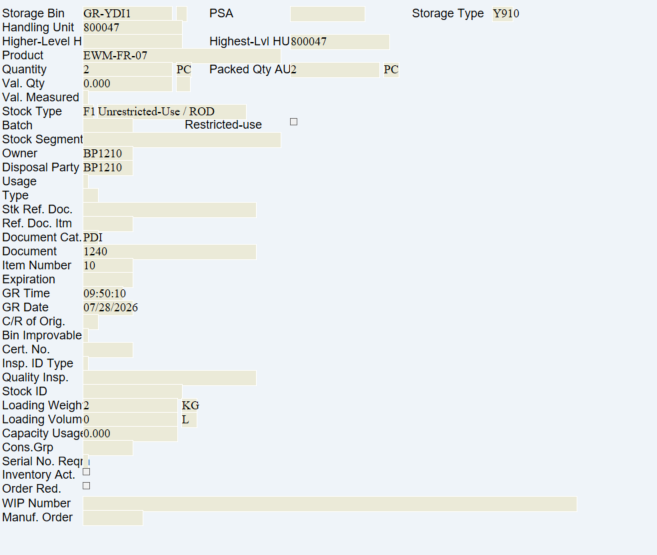 Storage Bin GR-YDI1 PSA Storage Type Y910
Handling Unit 800047
Higher-Level H Highest-Lvl HU 800047
Product EWM-FR-07
Quantity 2 PC Packed Qty AU 2 PC
Val. Qty 0.000
Val. Measured
Stock Type F1 Unrestricted-Use / ROD
Batch Restricted-use
Stock Segment
Owner BP1210
Disposal Party BP1210
Usage
Type
Stk Ref. Doc.
Ref. Doc. Itm
Document Cat. PDI
Document 1240
Item Number 10
Expiration
GR Time 09:50:10
GR Date 07/28/2026
C/R of Orig.
Bin Improvable
Cert. No.
Insp. ID Type
Quality Insp.
Stock ID
Loading Weigh 2 KG
Loading Volum 0 L
Capacity Usage 0.000
Cons.Grp
Serial No. Reqr
Inventory Act.
Order Red.
WIP Number
Manuf. Order